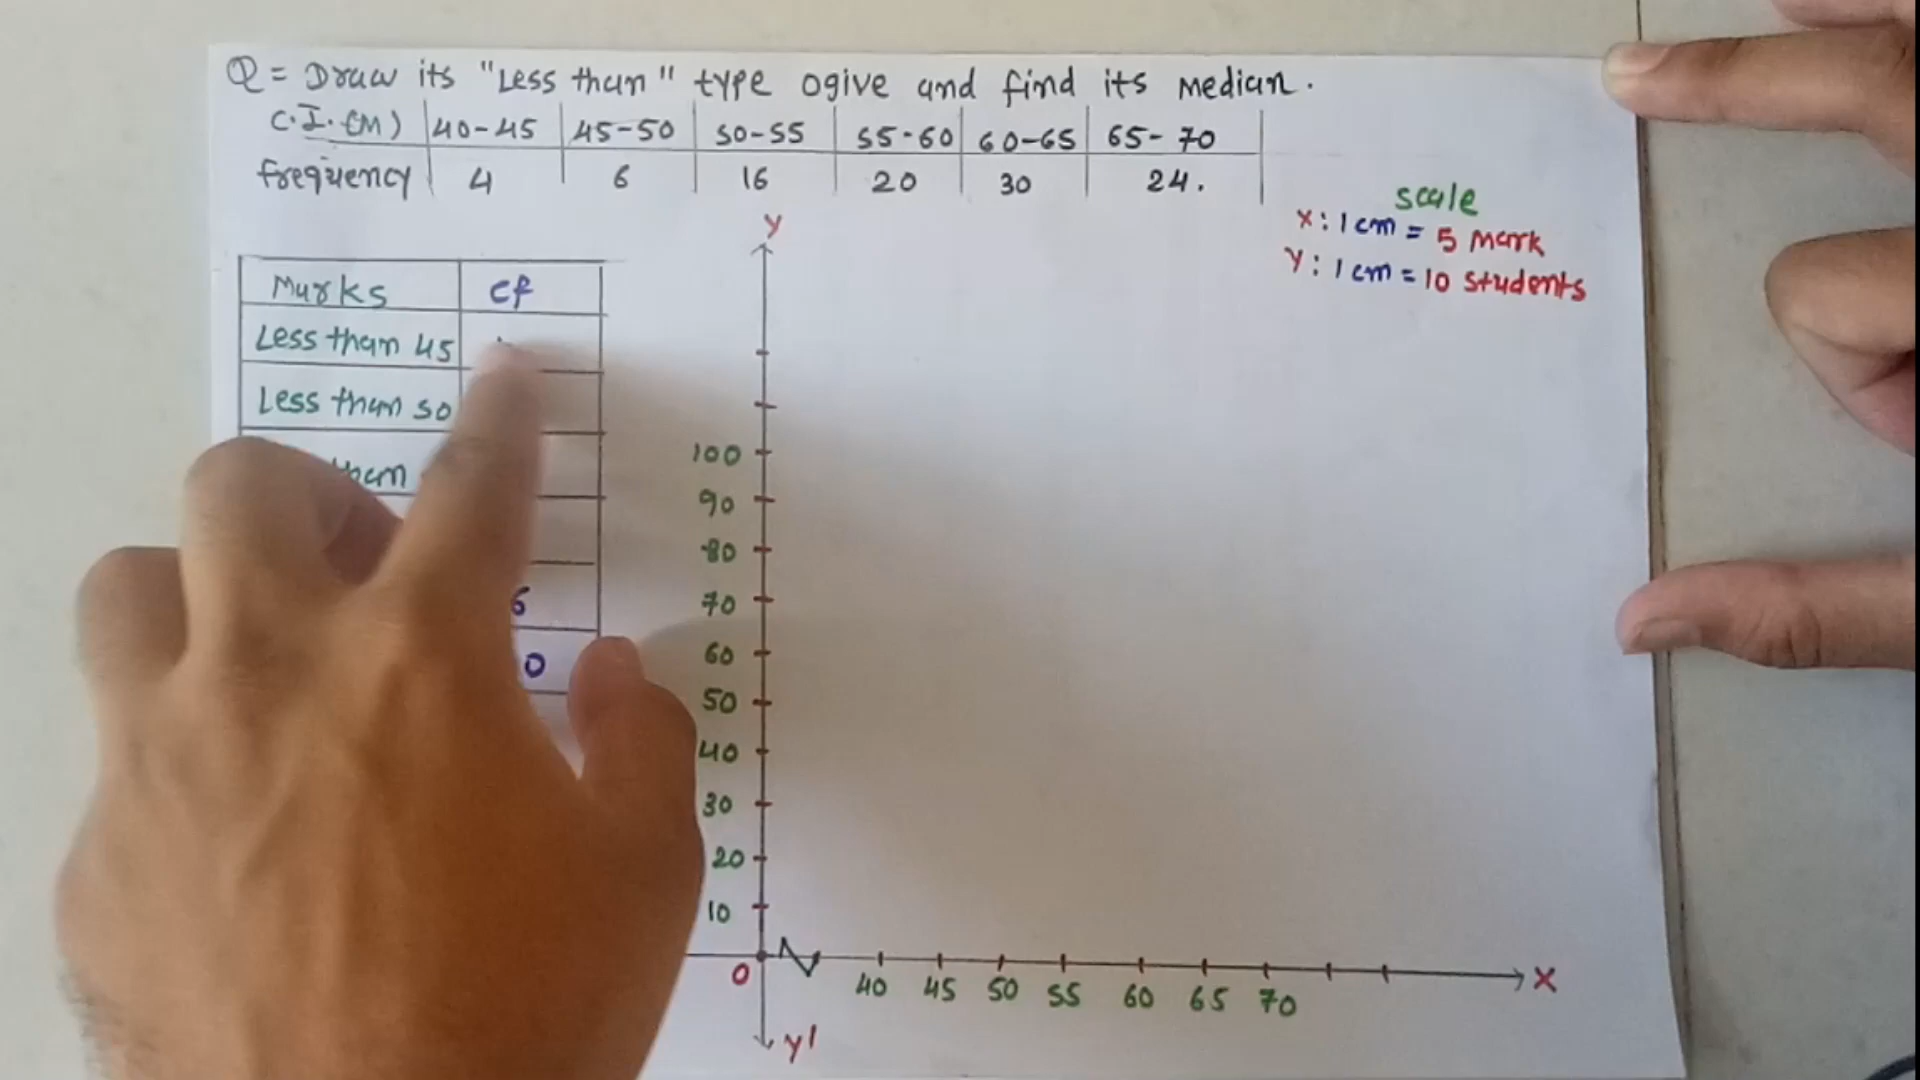 Q = Draw its "Less than" type ogive and find its median.
C.I. (M) 40-45 45-50 50-55 55-60 60-65 65-70
frequency 4 6 16 20 30 24.
scale
X: 1 cm = 5 mark
Y: 1 cm = 10 students
Y
Marks cf
Less than 45
Less than 50
than
6
0
100
90
80
70
60
50
40
30
20
10
0 40 45 50 55 60 65 70 X
y'